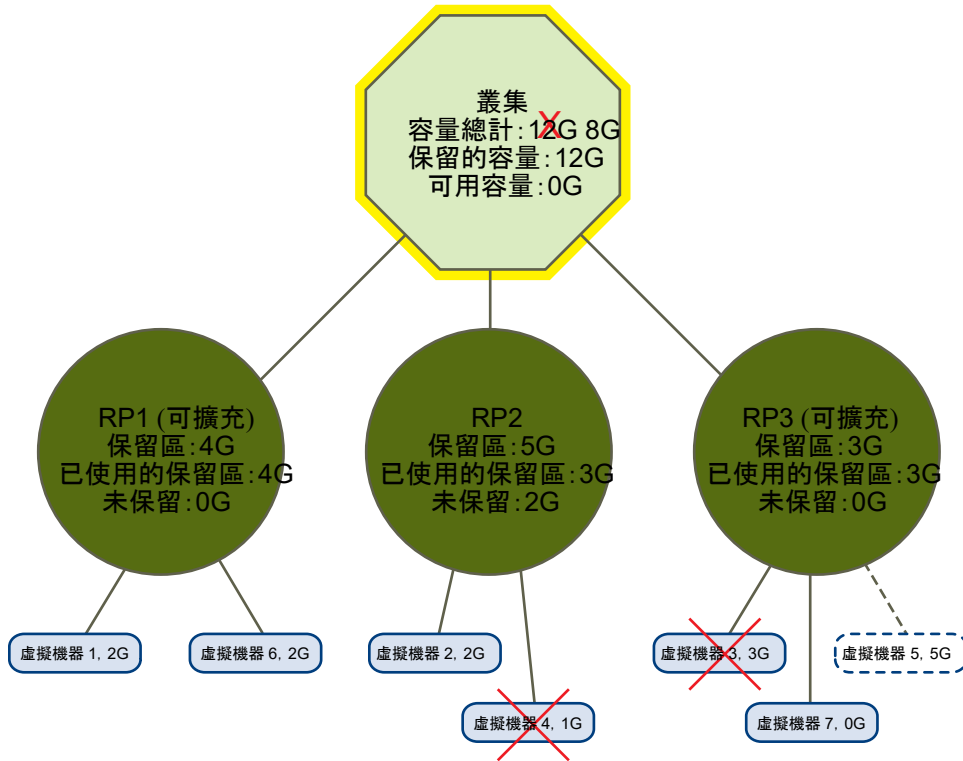 叢集
容量總計:12G 8G
保留的容量:12G
可用容量:0G
RP1 (可擴充)
保留區:4G
已使用的保留區:4G
未保留:0G
RP2
保留區:5G
已使用的保留區:3G
未保留:2G
RP3 (可擴充)
保留區:3G
已使用的保留區:3G
未保留:0G
虛擬機器 1, 2G
虛擬機器 6, 2G
虛擬機器 2, 2G
虛擬機器 3, 3G
虛擬機器 5, 5G
虛擬機器 4, 1G
虛擬機器 7, 0G